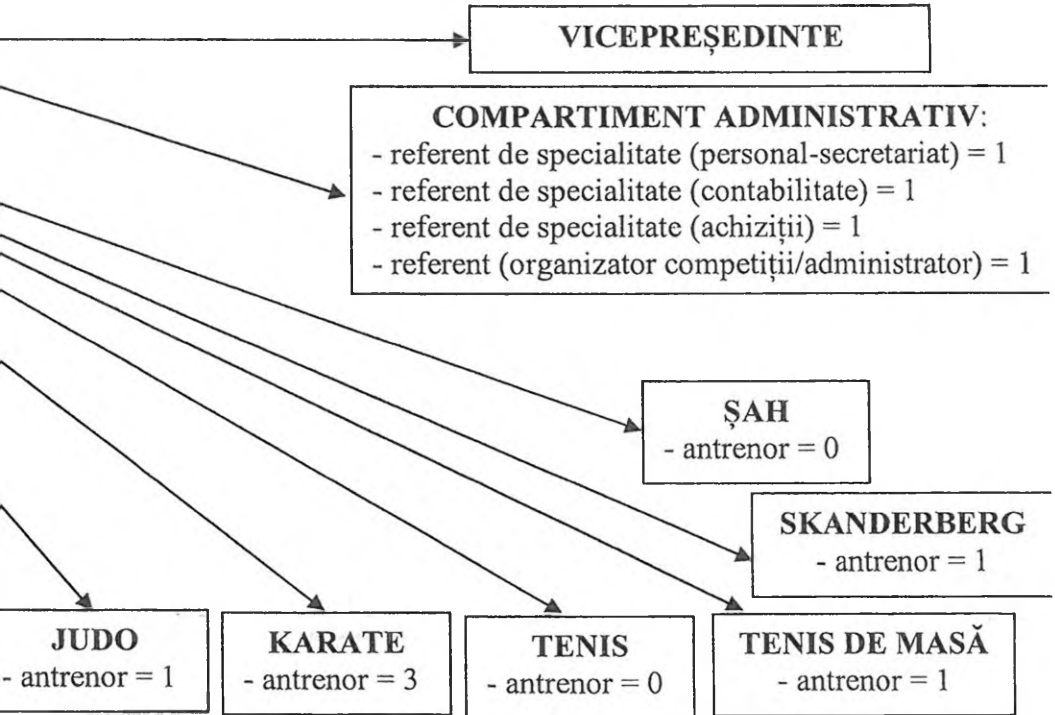 VICEPREȘEDINTE
COMPARTIMENT ADMINISTRATIV:
- referent de specialitate (personal-secretariat) = 1
- referent de specialitate (contabilitate) = 1
- referent de specialitate (achiziții) = 1
- referent (organizator competiții/administrator) = 1
ȘAH
- antrenor = 0
SKANDERBERG
- antrenor = 1
JUDO
- antrenor = 1
KARATE
- antrenor = 3
TENIS
- antrenor = 0
TENIS DE MASĂ
- antrenor = 1